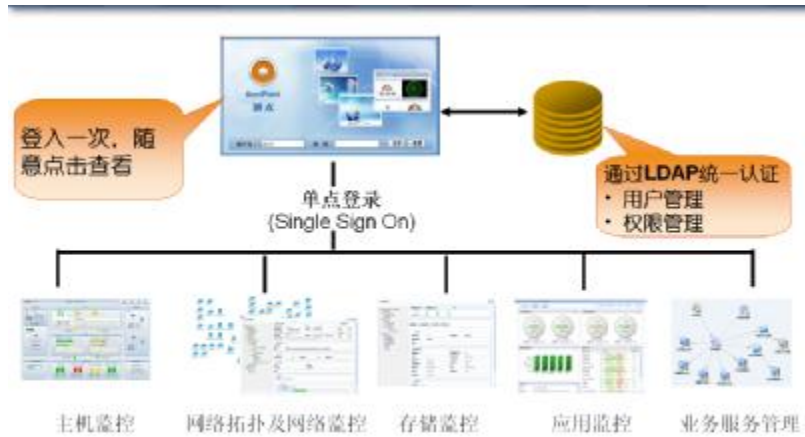 登入一次，随
意点击查看
通过LDAP统一认证
· 用户管理
· 权限管理
单点登录
(Single Sign On)
主机监控
网络拓扑及网络监控
存储监控
应用监控
业务服务管理